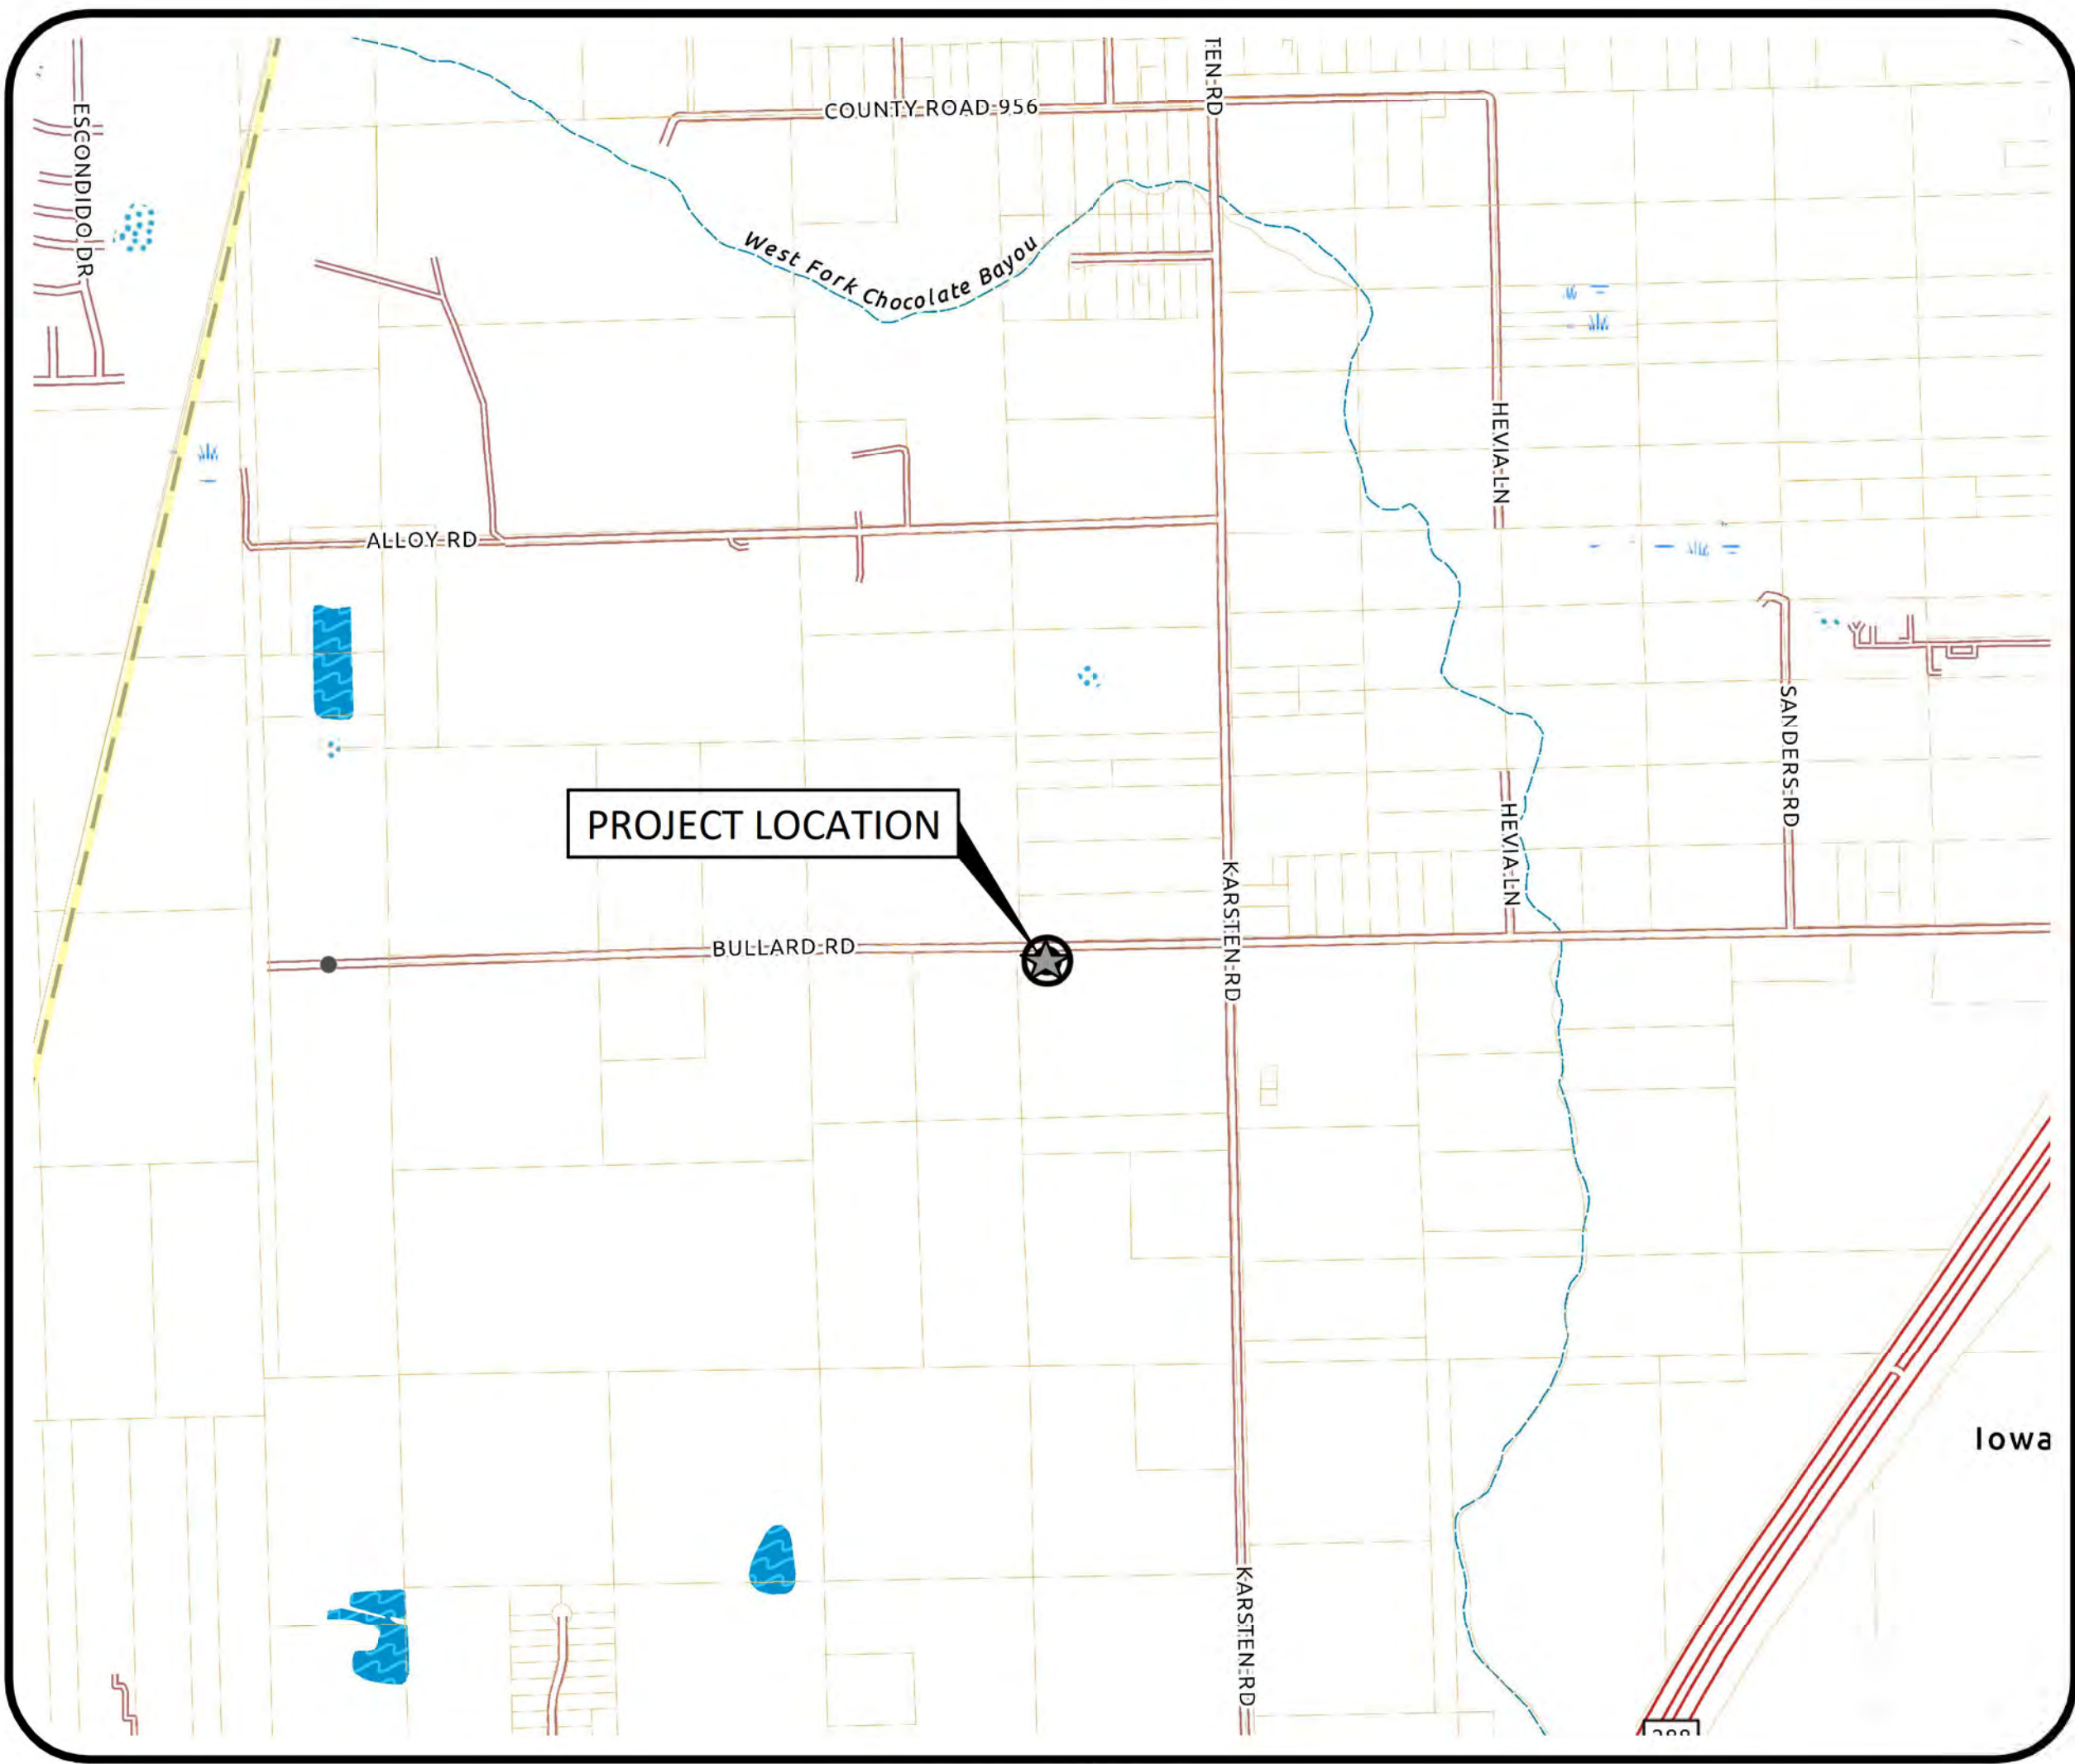 TEN RD
COUNTY ROAD 956
ESCONDIDO DR
West Fork Chocolate Bayou
HEVIA LN
ALLOY RD
SANDERS RD
PROJECT LOCATION
HEVIA LN
KARSTEN RD
BULLARD RD
Iowa
KARSTEN RD